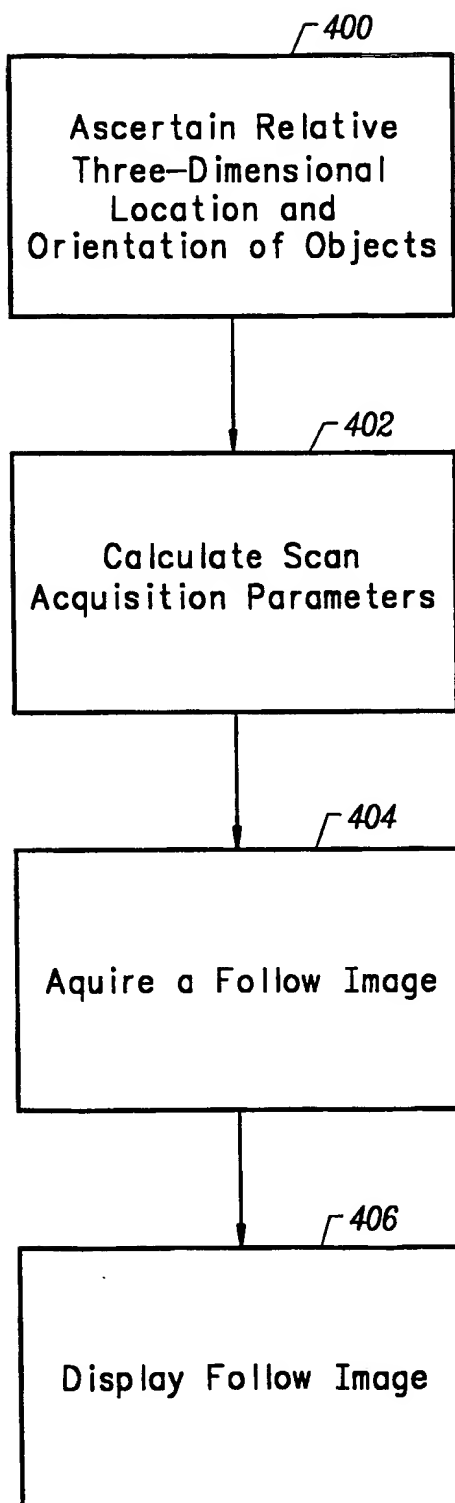 400
Ascertain Relative
Three-Dimensional
Location and
Orientation of Objects
402
Calculate Scan
Acquisition Parameters
404
Aquire a Follow Image
406
Display Follow Image